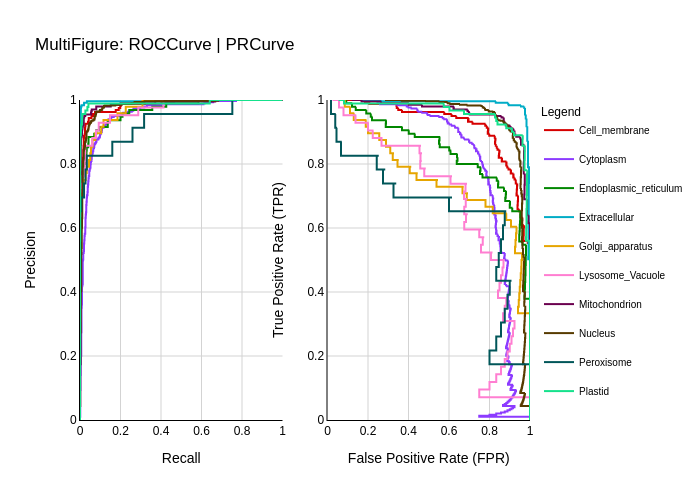 MultiFigure: ROCCurve | PRCurve
Precision
1
0.8
0.6
0.4
0.2
0
0
0.2
0.4
0.6
0.8
1
Recall
True Positive Rate (TPR)
1
0.8
0.6
0.4
0.2
0
0
0.2
0.4
0.6
0.8
1
False Positive Rate (FPR)
Legend
Cell_membrane
Cytoplasm
Endoplasmic_reticulum
Extracellular
Golgi_apparatus
Lysosome_Vacuole
Mitochondrion
Nucleus
Peroxisome
Plastid